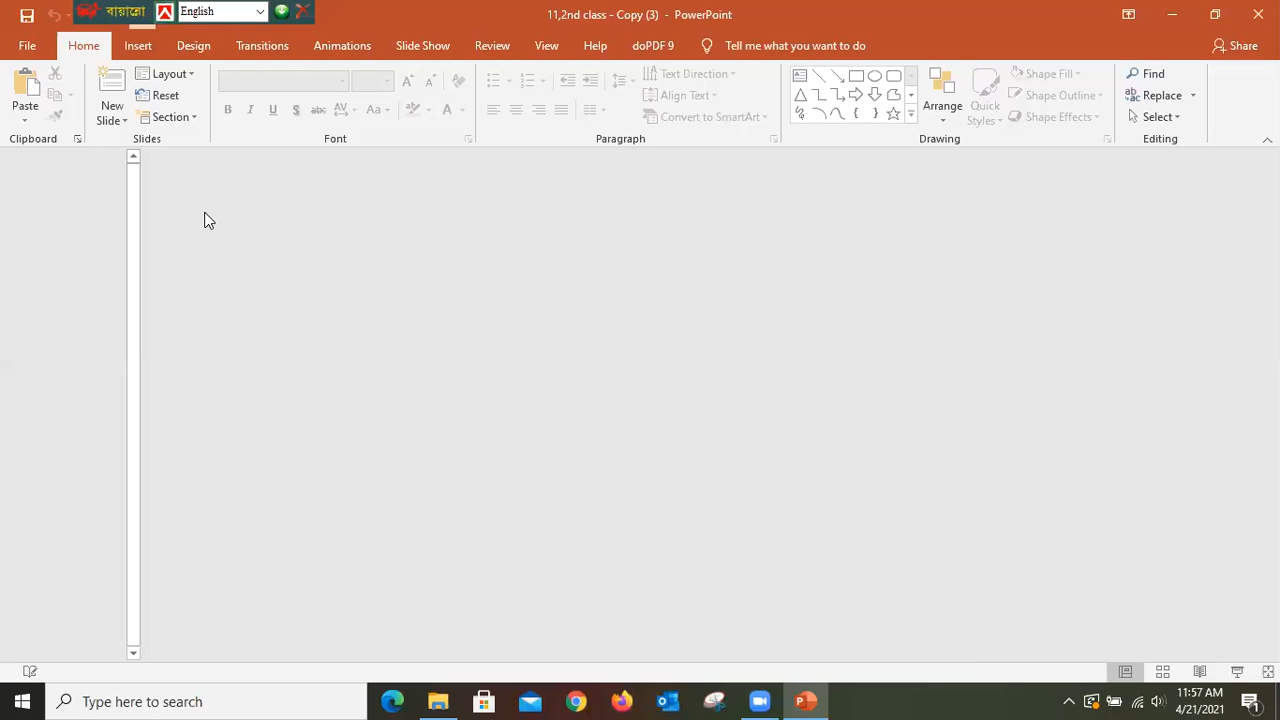 বায়ান্নো English
11,2nd class - Copy (3) - PowerPoint
File Home Insert Design Transitions Animations Slide Show Review View Help doPDF 9 Tell me what you want to do Share
Paste
New
Slide
Layout
Reset
Section
B I U S abc AV Aa A
Text Direction
Align Text
Convert to SmartArt
Arrange
Quick
Styles
Shape Fill
Shape Outline
Shape Effects
Find
Replace
Select
Clipboard Slides Font Paragraph Drawing Editing
Type here to search
11:57 AM
4/21/2021